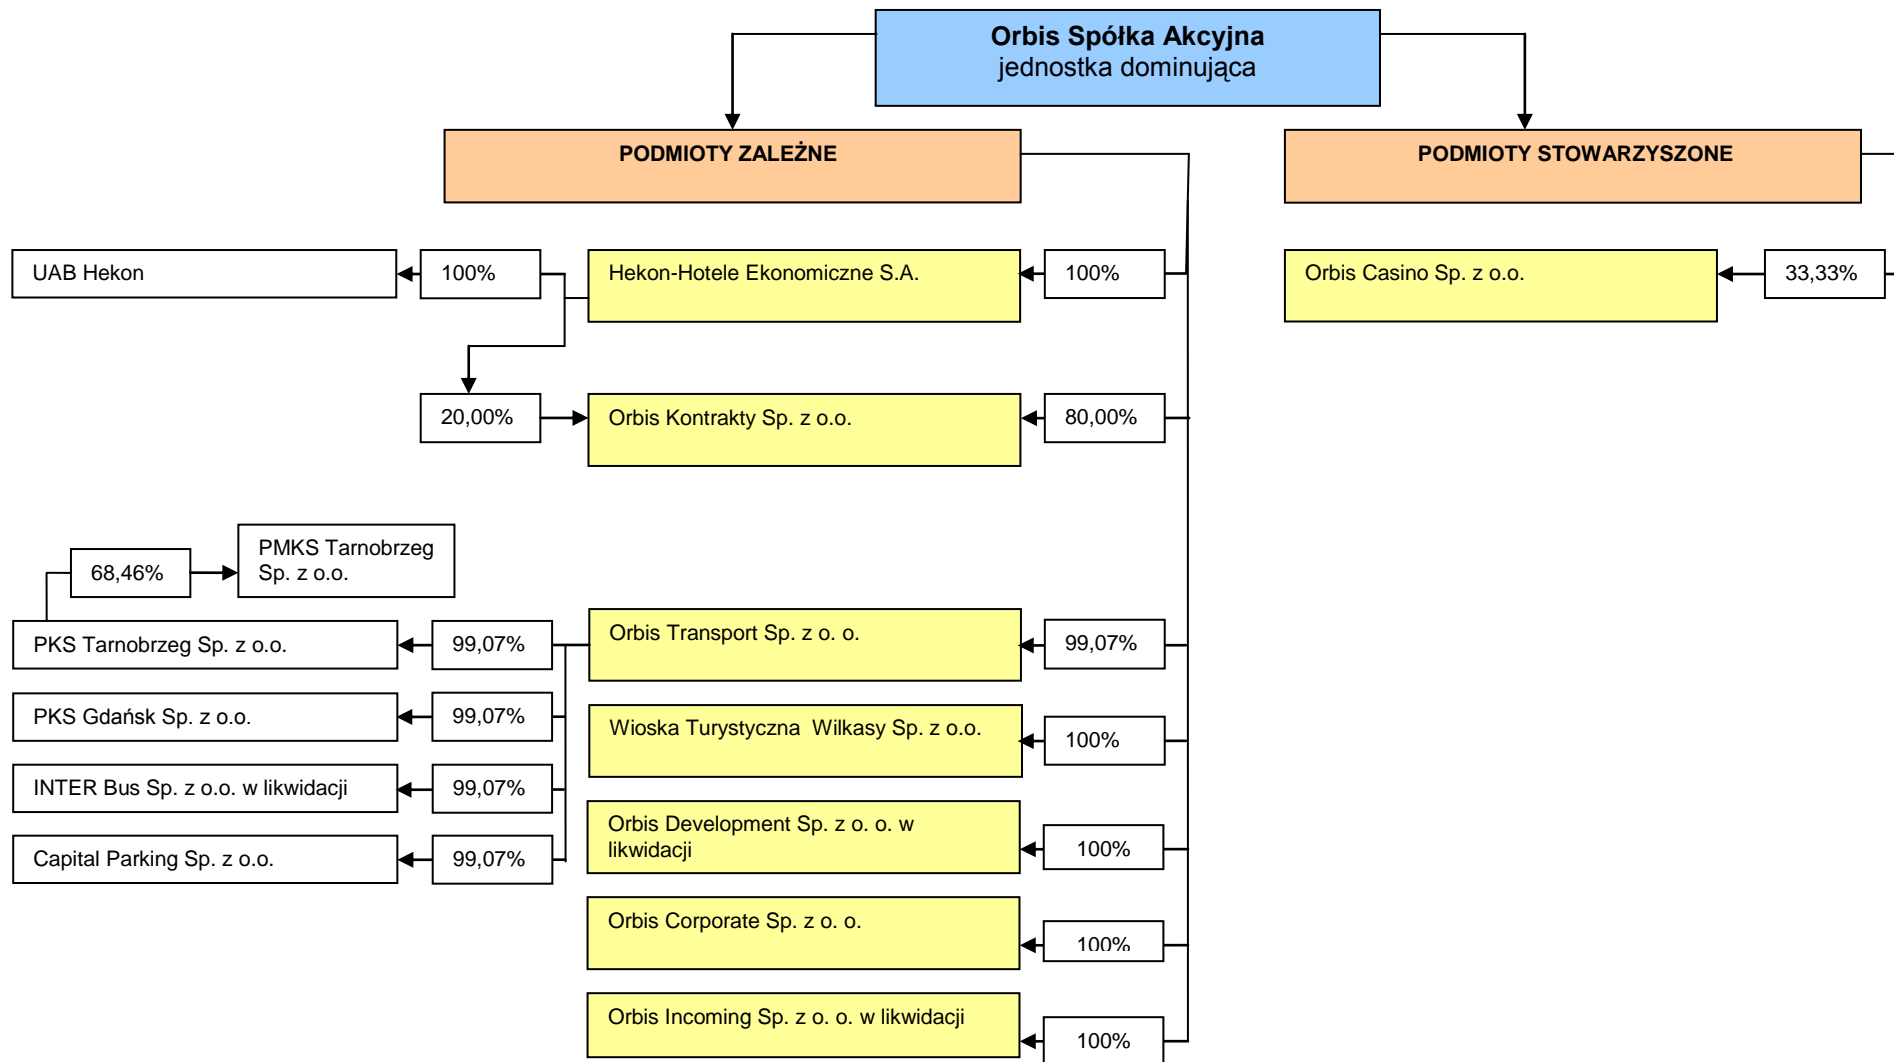 Orbis Spółka Akcyjna
jednostka dominująca
PODMIOTY ZALEŻNE
PODMIOTY STOWARZYSZONE
UAB Hekon
100%
Hekon-Hotele Ekonomiczne S.A.
100%
Orbis Casino Sp. z o.o.
33,33%
20,00%
Orbis Kontrakty Sp. z o.o.
80,00%
68,46%
PMKS Tarnobrzeg
Sp. z o.o.
PKS Tarnobrzeg Sp. z o.o.
99,07%
Orbis Transport Sp. z o. o.
99,07%
PKS Gdańsk Sp. z o.o.
99,07%
Wioska Turystyczna  Wilkasy Sp. z o.o.
100%
INTER Bus Sp. z o.o. w likwidacji
99,07%
Orbis Development Sp. z o. o. w
likwidacji
100%
Capital Parking Sp. z o.o.
99,07%
Orbis Corporate Sp. z o. o.
100%
Orbis Incoming Sp. z o. o. w likwidacji
100%